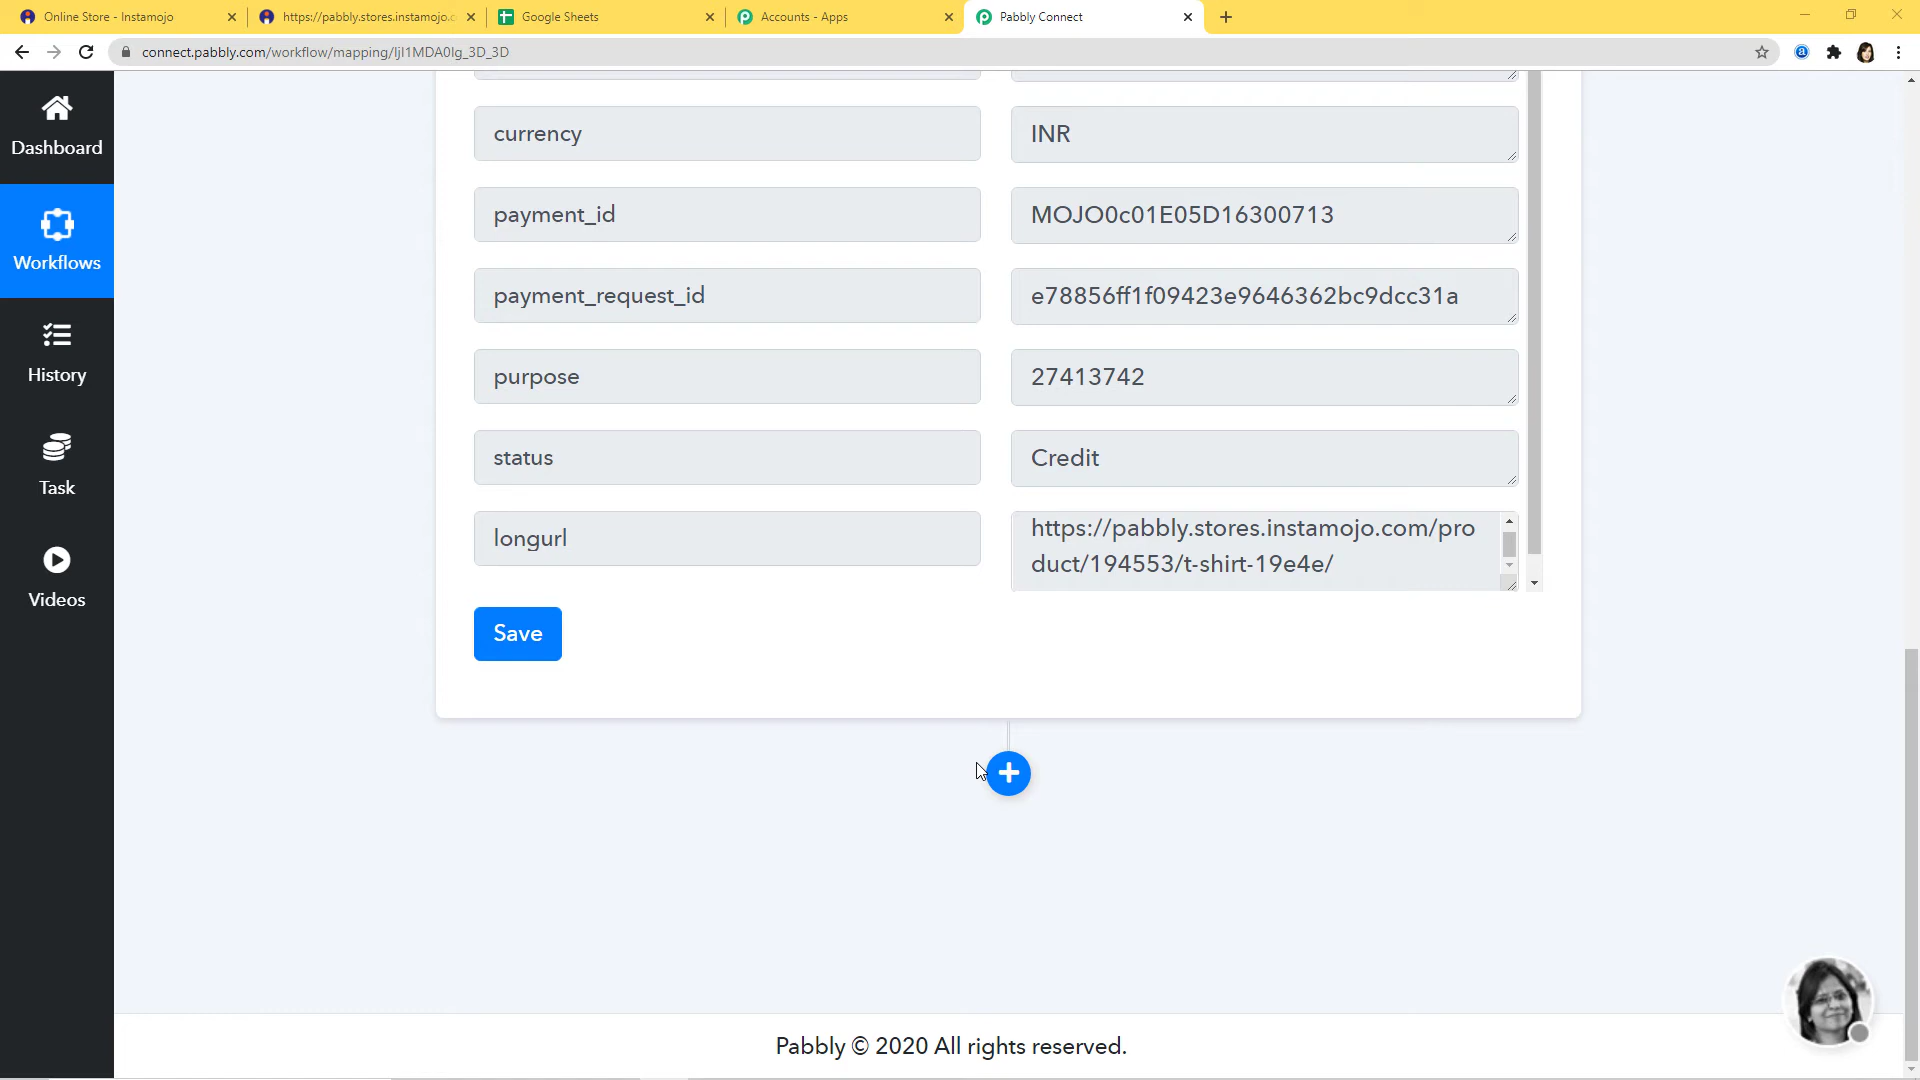 Online Store - Instamojo
https://pabbly.stores.instamojo.c
Google Sheets
Accounts - Apps
Pabbly Connect
connect.pabbly.com/workflow/mapping/IjI1MDA0Ig_3D_3D
Dashboard
Workflows
History
Task
Videos
currency
INR
payment_id
MOJO0c01E05D16300713
payment_request_id
e78856ff1f09423e9646362bc9dcc31a
purpose
27413742
status
Credit
longurl
https://pabbly.stores.instamojo.com/pro
duct/194553/t-shirt-19e4e/
Save
Pabbly © 2020 All rights reserved.